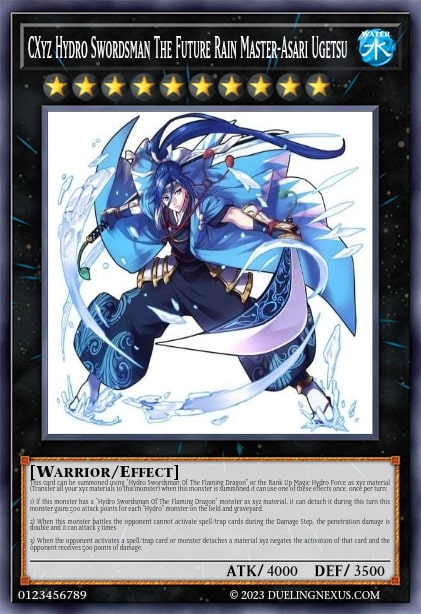 CXyz Hydro Swordsman The Future Rain Master-Asari Ugetsu
WATER
水
[Warrior/Effect]
This card can be summoned using "Hydro Swordsman Of The Flaming Dragon" or the Rank Up Magic Hydro Force as xyz material
(Transfer all your xyz materials to this monster) when this monster is summoned it can use one of these effects once. once per turn:
1) If this monster has a "Hydro Swordsman Of The Flaming Dragon" monster as xyz material, it can detach it during this turn this
monster gains 500 attack points for each "Hydro" monster on the field and graveyard.
2) When this monster battles the opponent cannot activate spell/trap cards during the Damage Step. the penetration damage is
double and it can attack 3 times
3) When the opponent activates a spell/trap card or monster detaches a material xyz negates the activation of that card and the
opponent receives 500 points of damage.
ATK/ 4000 DEF/ 3500
0123456789
© 2023 DUELINGNEXUS.COM